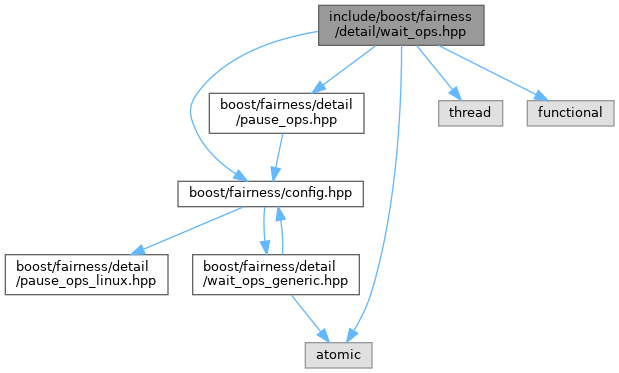 include/boost/fairness
/detail/wait_ops.hpp
boost/fairness/detail
/pause_ops.hpp
thread
functional
boost/fairness/config.hpp
boost/fairness/detail
/pause_ops_linux.hpp
boost/fairness/detail
/wait_ops_generic.hpp
atomic